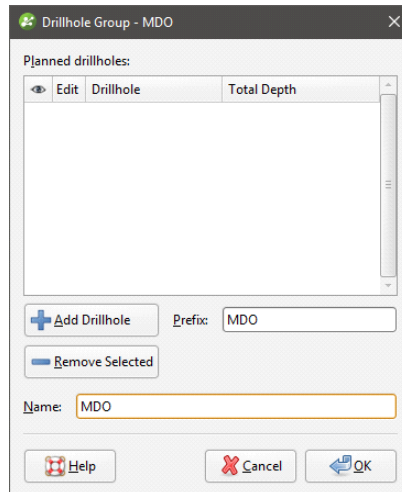 Drillhole Group - MDO
Planned drillholes:
Edit Drillhole Total Depth
Add Drillhole Prefix: MDO
Remove Selected
Name: MDO
Help Cancel OK